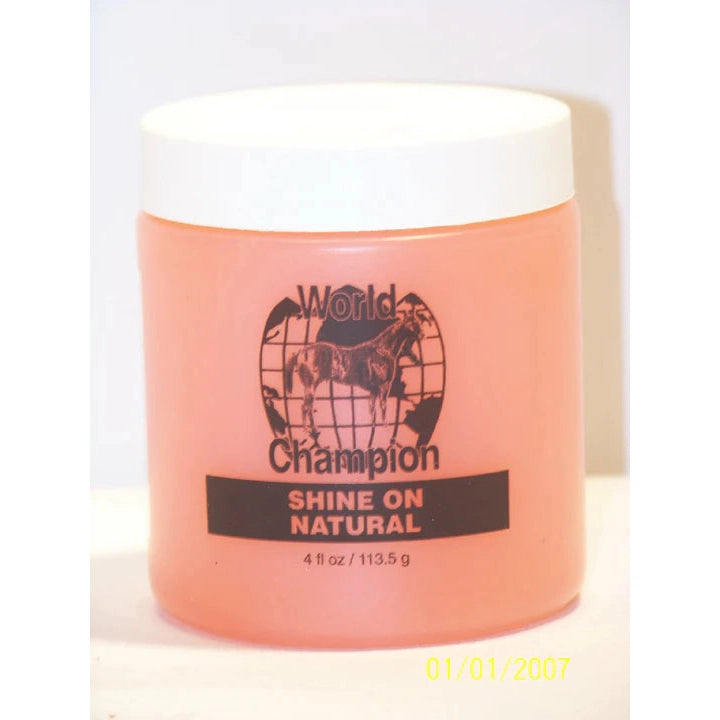 World
Champion
SHINE ON
NATURAL
4 fl oz / 113.5 g
01/01/2007